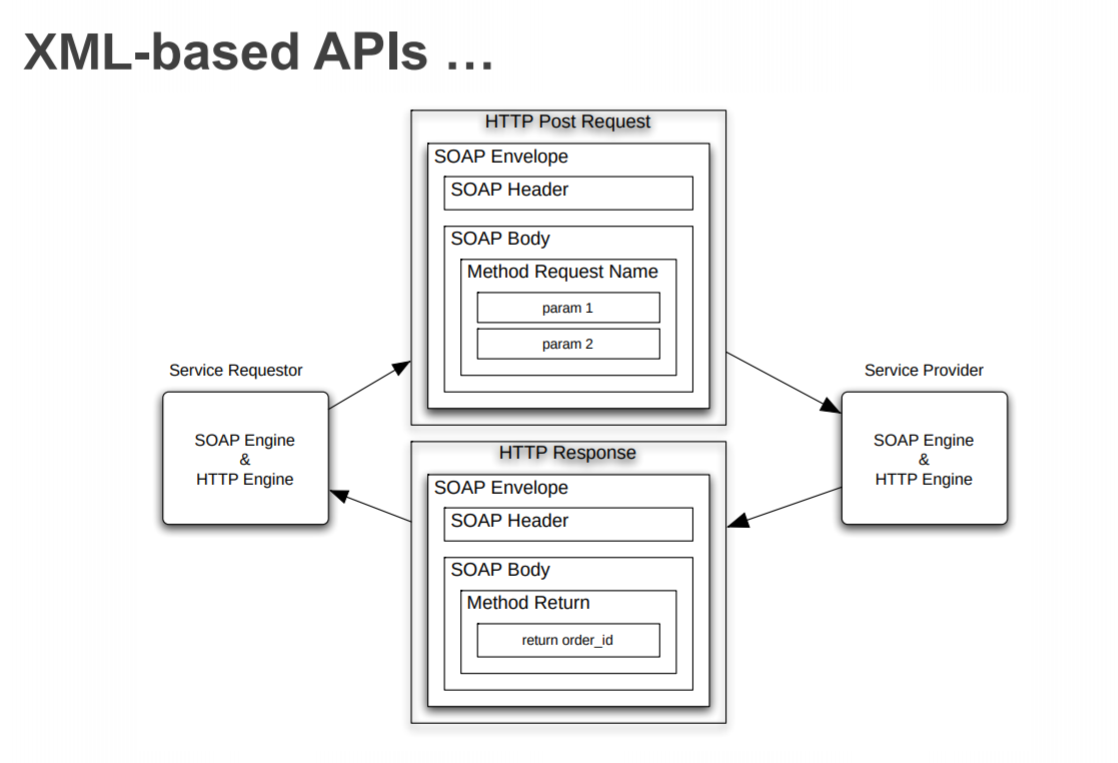 XML-based APIs ...
HTTP Post Request
SOAP Envelope
SOAP Header
SOAP Body
Method Request Name
param 1
param 2
Service Requestor
SOAP Engine
&
HTTP Engine
Service Provider
SOAP Engine
&
HTTP Engine
HTTP Response
SOAP Envelope
SOAP Header
SOAP Body
Method Return
return order_id